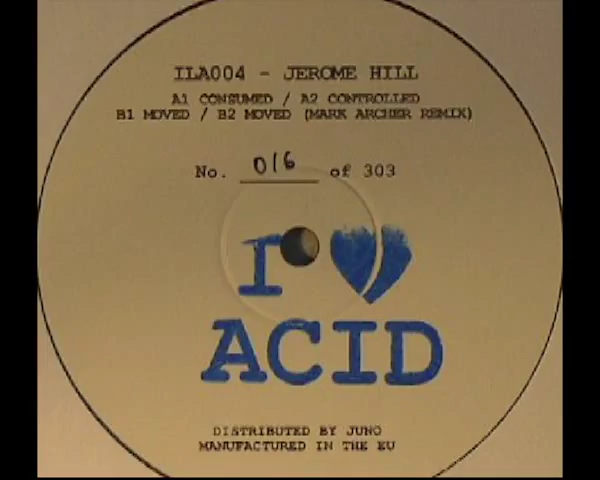 ILA004 - JEROME HILL
A1 CONSUMED / A2 CONTROLLED
B1 MOVED / B2 MOVED (MARK ARCHER REMIX)
No. 016 of 303
I
ACID
DISTRIBUTED BY JUNO
MANUFACTURED IN THE EU